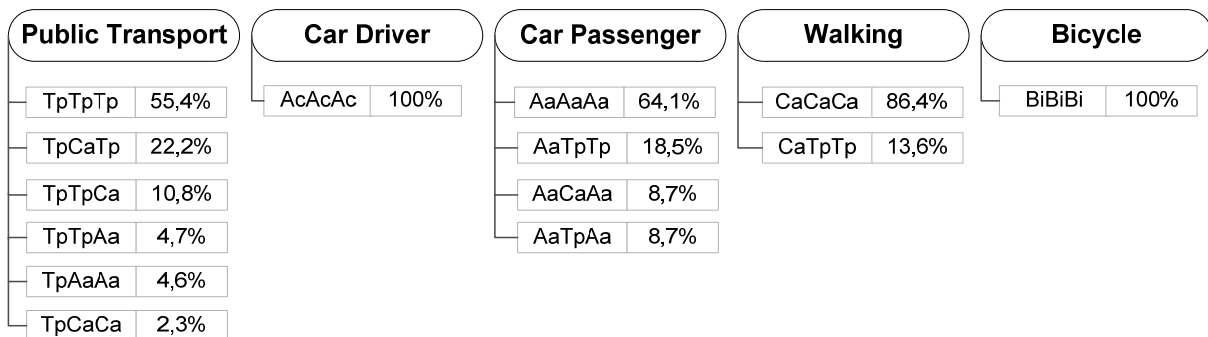 Public Transport Car Driver Car Passenger Walking Bicycle
TpTpTp 55,4% AcAcAc 100% AaAaAa 64,1% CaCaCa 86,4% BiBiBi 100%
TpCaTp 22,2% AaTpTp 18,5% CaTpTp 13,6%
TpTpCa 10,8% AaCaAa 8,7%
TpTpAa 4,7% AaTpAa 8,7%
TpAaAa 4,6%
TpCaCa 2,3%